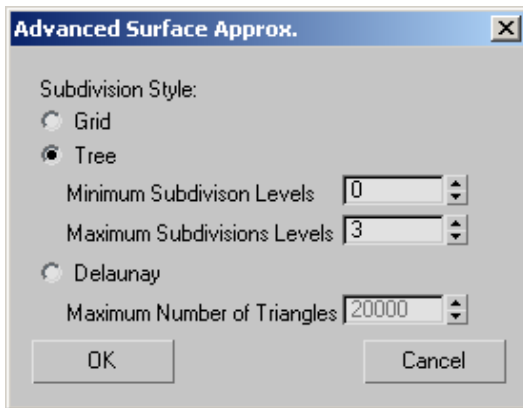 Advanced Surface Approx.
Subdivision Style:
Grid
Tree
Minimum Subdivison Levels 0
Maximum Subdivisions Levels 3
Delaunay
Maximum Number of Triangles 20000
OK Cancel